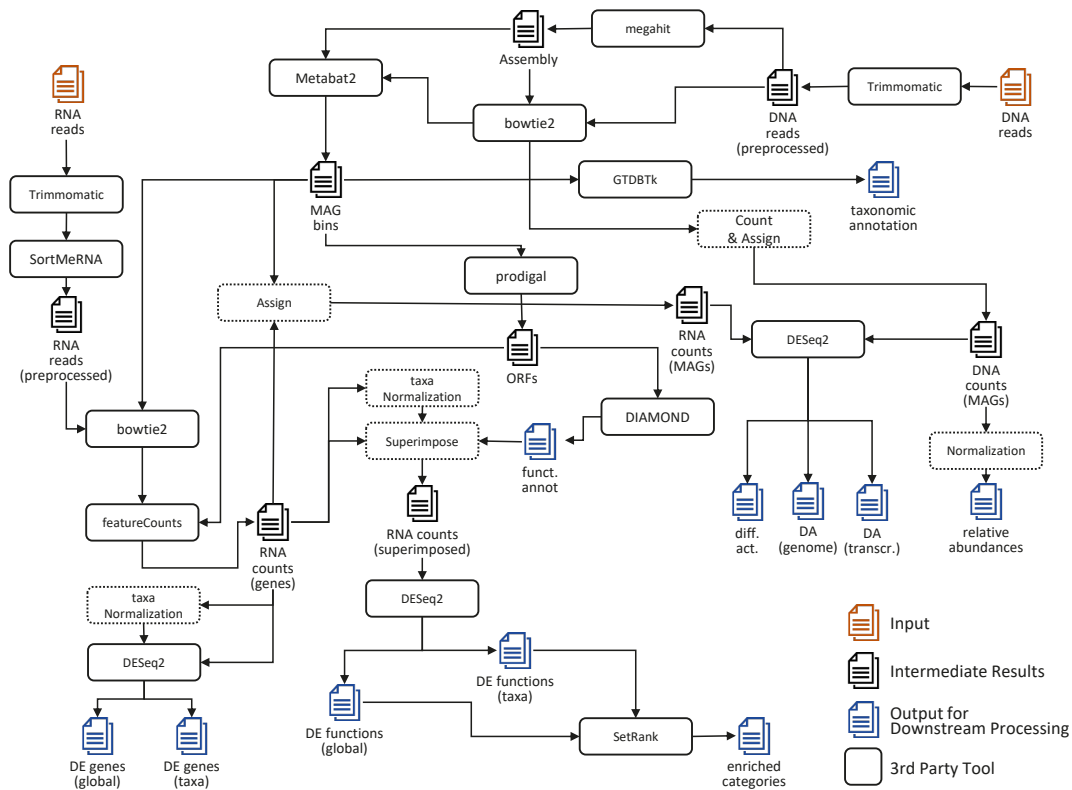 megahit
Assembly
Metabat2
Trimmomatic
RNA
reads
bowtie2
DNA
reads
(preprocessed)
DNA
reads
Trimmomatic
MAG
bins
GTDBTk
taxonomic
annotation
Count
& Assign
SortMeRNA
prodigal
Assign
RNA
reads
(preprocessed)
ORFs
RNA
counts
(MAGs)
DESeq2
DNA
counts
(MAGs)
taxa
Normalization
bowtie2
DIAMOND
Superimpose
funct.
annot
Normalization
featureCounts
RNA
counts
(genes)
RNA counts
(superimposed)
diff.
act.
DA
(genome)
DA
(transcr.)
relative
abundances
taxa
Normalization
DESeq2
DESeq2
DE functions
(taxa)
DE functions
(global)
SetRank
enriched
categories
DE genes
(global)
DE genes
(taxa)
Input
Intermediate Results
Output for
Downstream Processing
3rd Party Tool